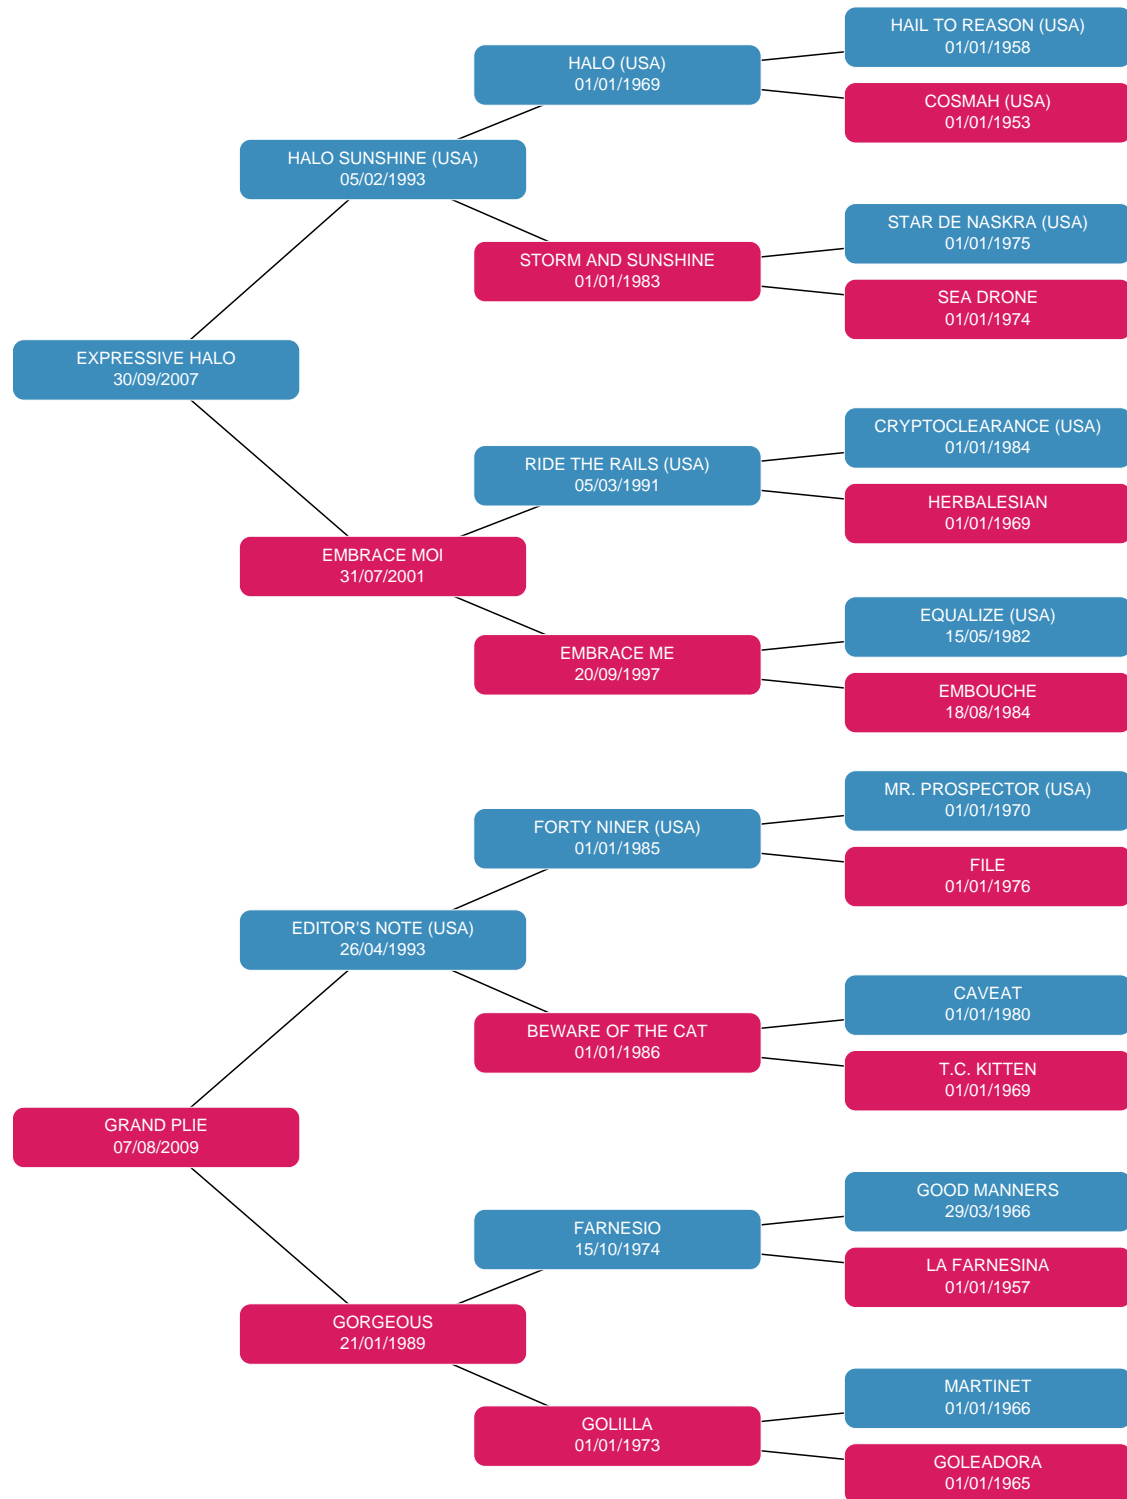 HAIL TO REASON (USA)
01/01/1958
HALO (USA)
01/01/1969
COSMAH (USA)
01/01/1953
HALO SUNSHINE (USA)
05/02/1993
STAR DE NASKRA (USA)
01/01/1975
STORM AND SUNSHINE
01/01/1983
SEA DRONE
01/01/1974
EXPRESSIVE HALO
30/09/2007
CRYPTOCLEARANCE (USA)
01/01/1984
RIDE THE RAILS (USA)
05/03/1991
HERBALESIAN
01/01/1969
EMBRACE MOI
31/07/2001
EQUALIZE (USA)
15/05/1982
EMBRACE ME
20/09/1997
EMBOUCHE
18/08/1984
MR. PROSPECTOR (USA)
01/01/1970
FORTY NINER (USA)
01/01/1985
FILE
01/01/1976
EDITOR'S NOTE (USA)
26/04/1993
CAVEAT
01/01/1980
BEWARE OF THE CAT
01/01/1986
T.C. KITTEN
01/01/1969
GRAND PLIE
07/08/2009
GOOD MANNERS
29/03/1966
FARNESIO
15/10/1974
LA FARNESINA
01/01/1957
GORGEOUS
21/01/1989
MARTINET
01/01/1966
GOLILLA
01/01/1973
GOLEADORA
01/01/1965